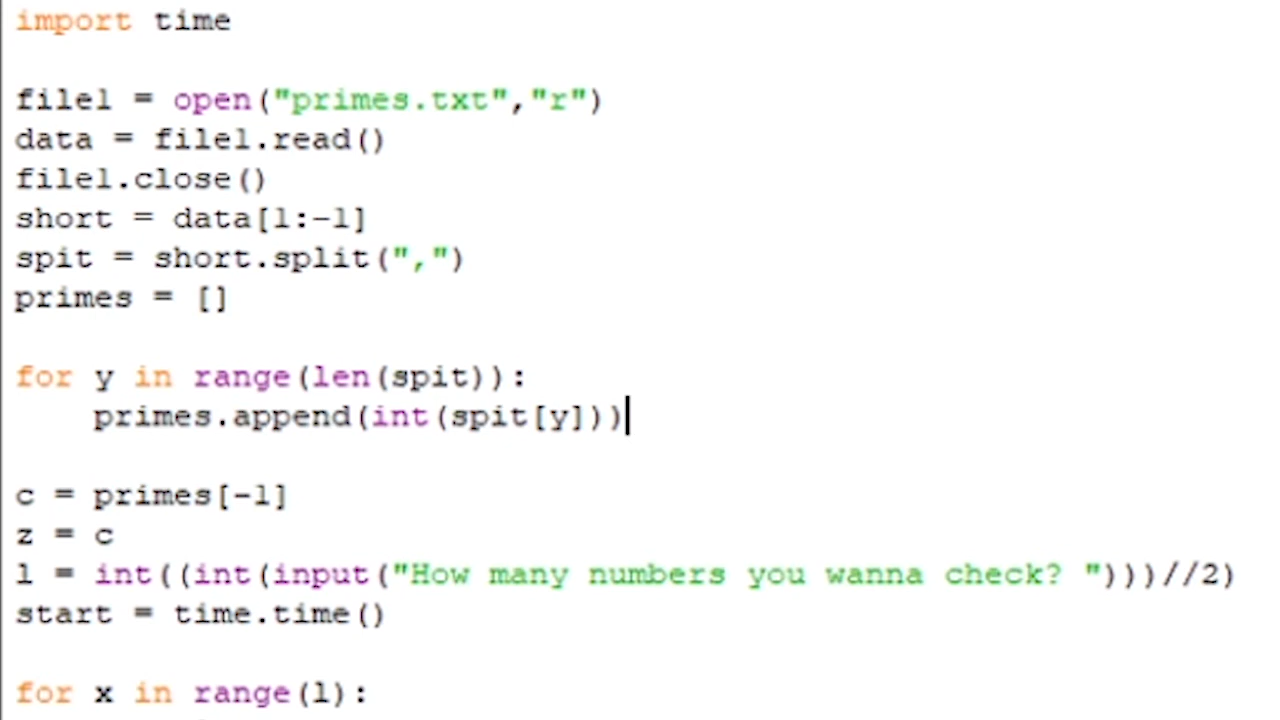 import time
file1 = open("primes.txt","r")
data = file1.read()
file1.close()
short = data[1:-1]
spit = short.split(",")
primes = []
for y in range(len(spit)):
    primes.append(int(spit[y]))
c = primes[-1]
z = c
l = int((int(input("How many numbers you wanna check? ")))//2)
start = time.time()
for x in range(l):